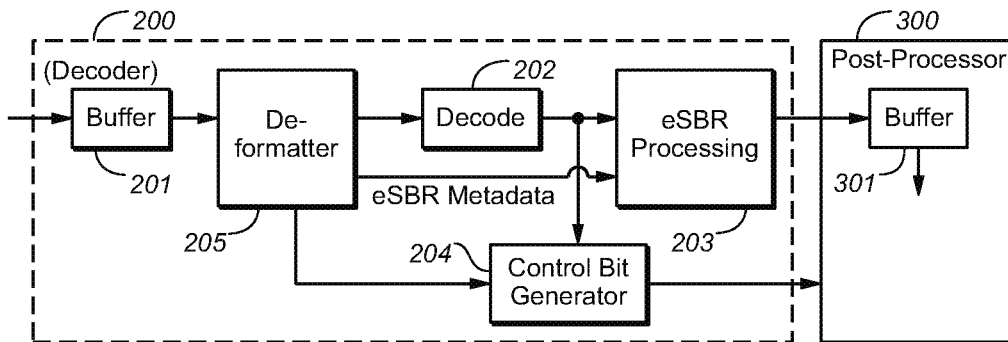 200
300
(Decoder)
Post-Processor
202
Buffer
De-
formatter
Decode
eSBR
Processing
Buffer
201
301
eSBR Metadata
205
204
203
Control Bit
Generator